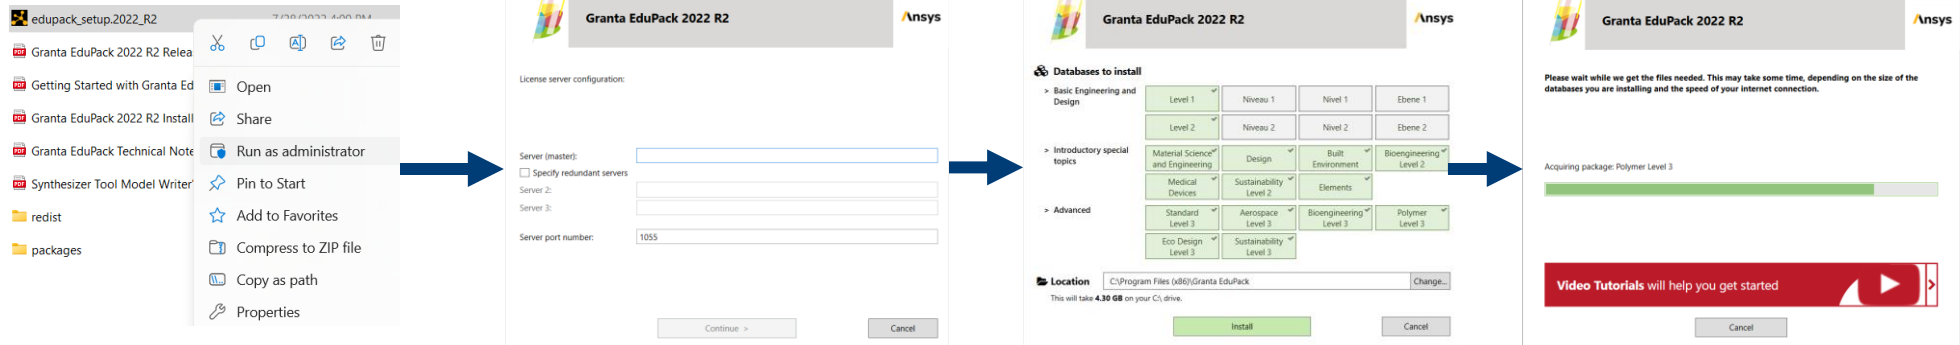 edupack_setup.2022_R2
7/28/2022 4:09 PM
Granta EduPack 2022 R2 Relea
Getting Started with Granta Ed
Granta EduPack 2022 R2 Install
Granta EduPack Technical Note
Synthesizer Tool Model Writer'
redist
packages
Open
Share
Run as administrator
Pin to Start
Add to Favorites
Compress to ZIP file
Copy as path
Properties
Granta EduPack 2022 R2
Ansys
License server configuration:
Server (master):
Specify redundant servers
Server 2:
Server 3:
Server port number:
1055
Continue >
Cancel
Granta EduPack 2022 R2
Ansys
Databases to install
> Basic Engineering and
Design
Level 1
Niveau 1
Nivel 1
Ebene 1
Level 2
Niveau 2
Nivel 2
Ebene 2
> Introductory special
topics
Material Science
and Engineering
Design
Built
Environment
Bioengineering
Level 2
Medical
Devices
Sustainability
Level 2
Elements
> Advanced
Standard
Level 3
Aerospace
Level 3
Bioengineering
Level 3
Polymer
Level 3
Eco Design
Level 3
Sustainability
Level 3
Location
C:\Program Files (x86)\Granta EduPack
Change...
This will take 4.30 GB on your C:\ drive.
Install
Cancel
Granta EduPack 2022 R2
Ansys
Please wait while we get the files needed. This may take some time, depending on the size of the
databases you are installing and the speed of your internet connection.
Acquiring package: Polymer Level 3
Video Tutorials will help you get started
Cancel